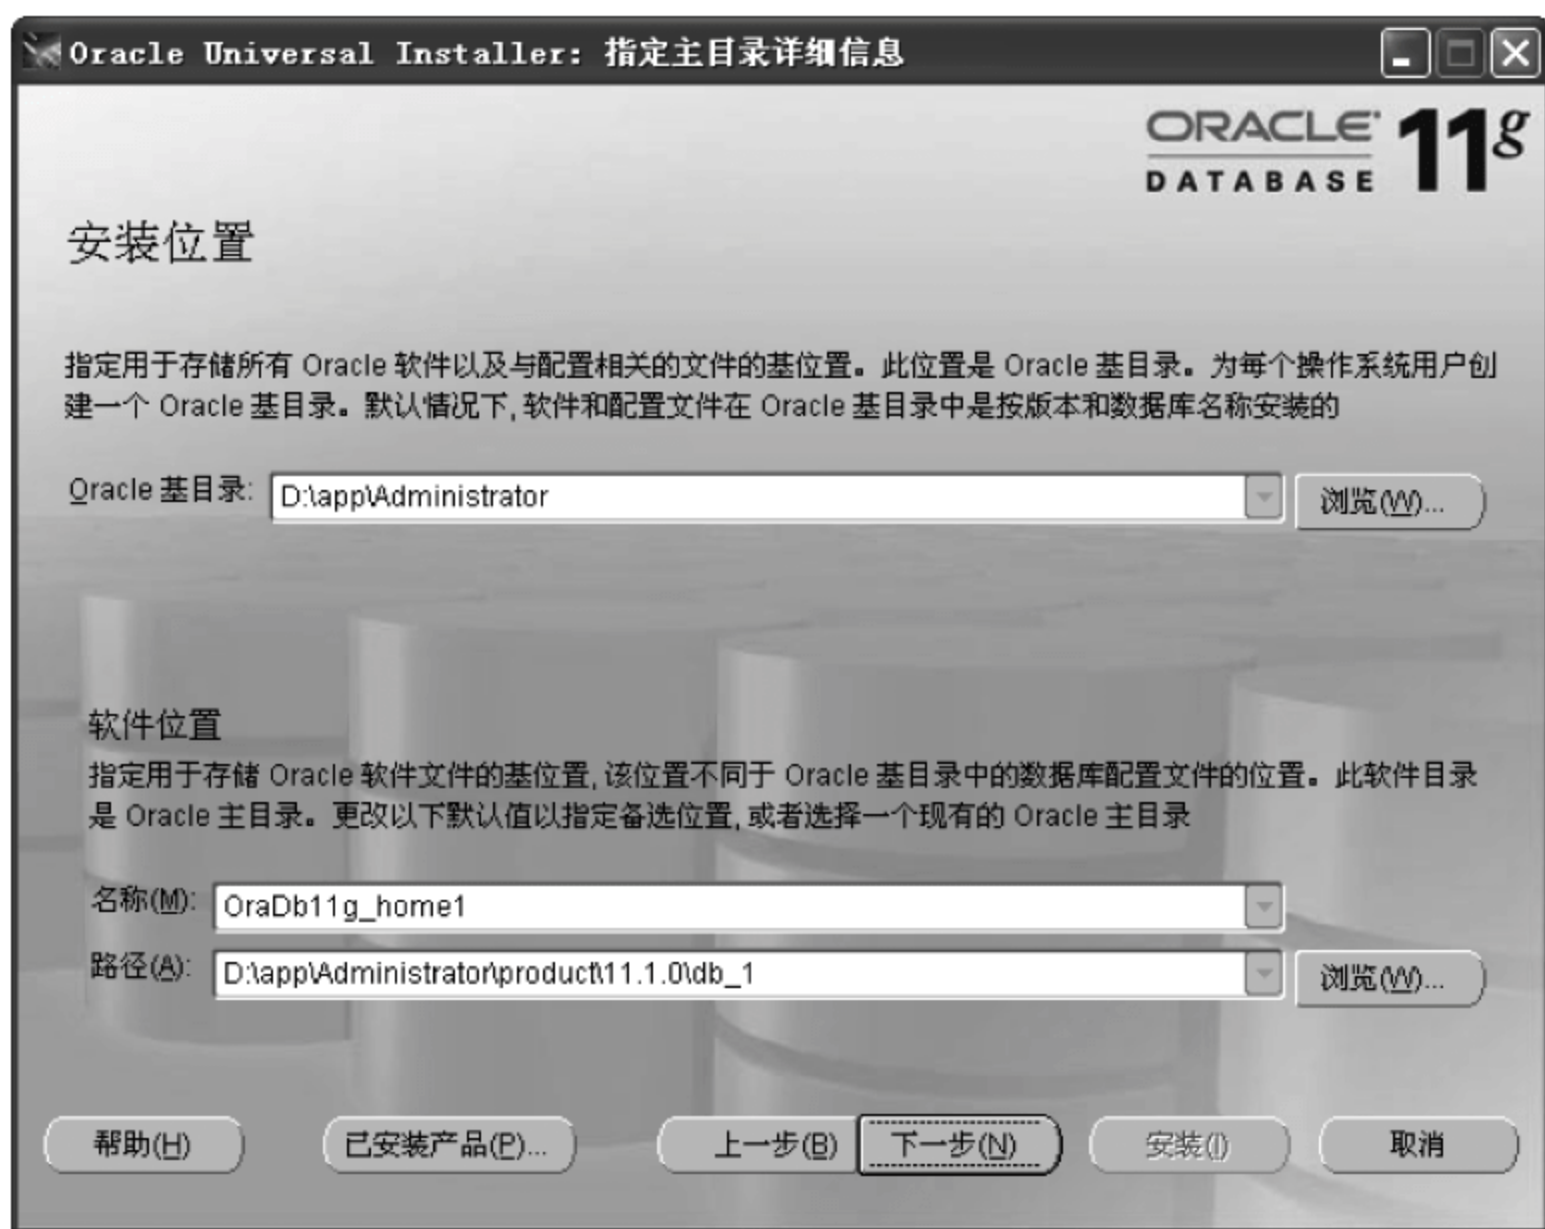 Oracle Universal Installer: 指定主目录详细信息
ORACLE 11g
DATABASE
安装位置
指定用于存储所有 Oracle 软件以及与配置相关的文件的基位置。此位置是 Oracle 基目录。为每个操作系统用户创
建一个 Oracle 基目录。默认情况下, 软件和配置文件在 Oracle 基目录中是按版本和数据库名称安装的
Oracle 基目录: D:\app\Administrator 浏览(W)...
软件位置
指定用于存储 Oracle 软件文件的基位置, 该位置不同于 Oracle 基目录中的数据库配置文件的位置。此软件目录
是 Oracle 主目录。更改以下默认值以指定备选位置, 或者选择一个现有的 Oracle 主目录
名称(M): OraDb11g_home1
路径(A): D:\app\Administrator\product\11.1.0\db_1 浏览(W)...
帮助(H) 已安装产品(P)... 上一步(B) 下一步(N) 安装(I) 取消